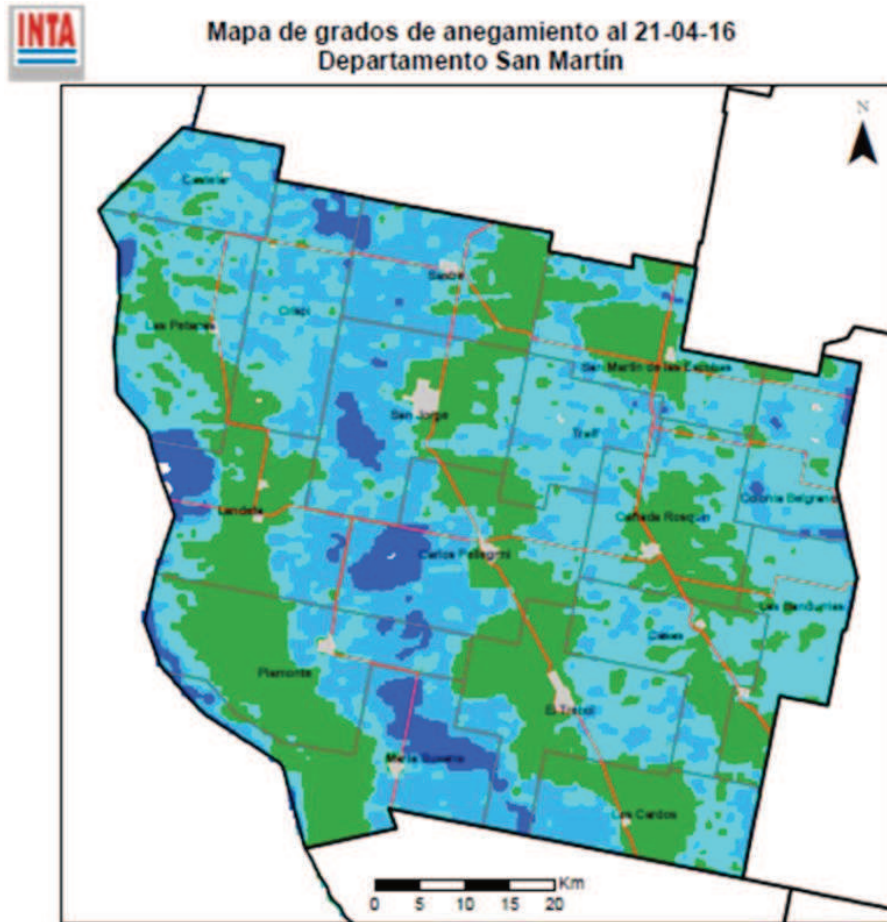 INTA
Mapa de grados de anegamiento al 21-04-16
Departamento San Martín
N
Castelar
Sastre
Crispi
Las Petacas
San Martín de las Escobas
San Jorge
Traill
Colonia Belgrano
Landeta
Cañada Rosquín
Carlos Pellegrini
Las Bandurrias
Casas
Piamonte
El Trébol
María Susana
Los Cardos
Km
0 5 10 15 20